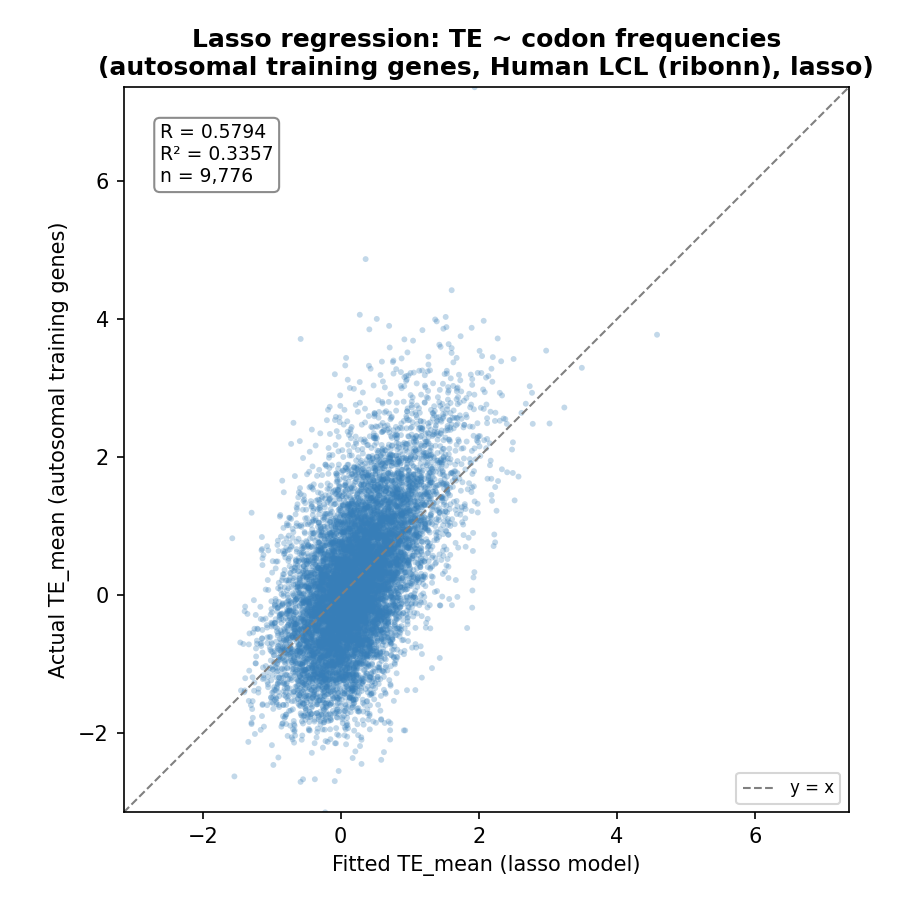 Lasso regression: TE ~ codon frequencies
(autosomal training genes, Human LCL (ribonn), lasso)
R = 0.5794
R² = 0.3357
n = 9,776
Actual TE_mean (autosomal training genes)
6
4
2
0
−2
−2
0
2
4
6
y = x
Fitted TE_mean (lasso model)